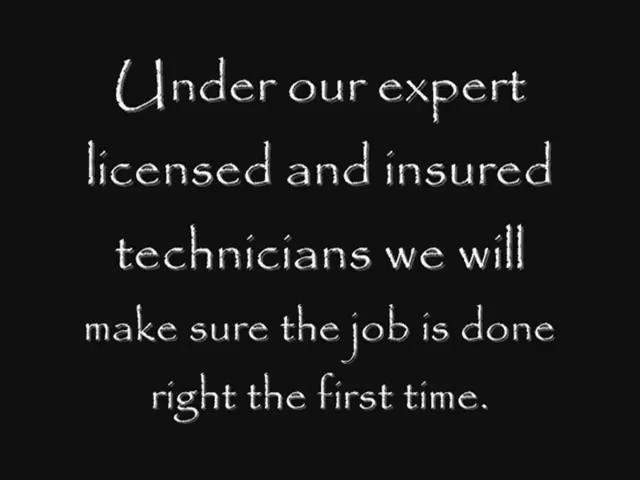 Under our expert
licensed and insured
technicians we will
make sure the job is done
right the first time.